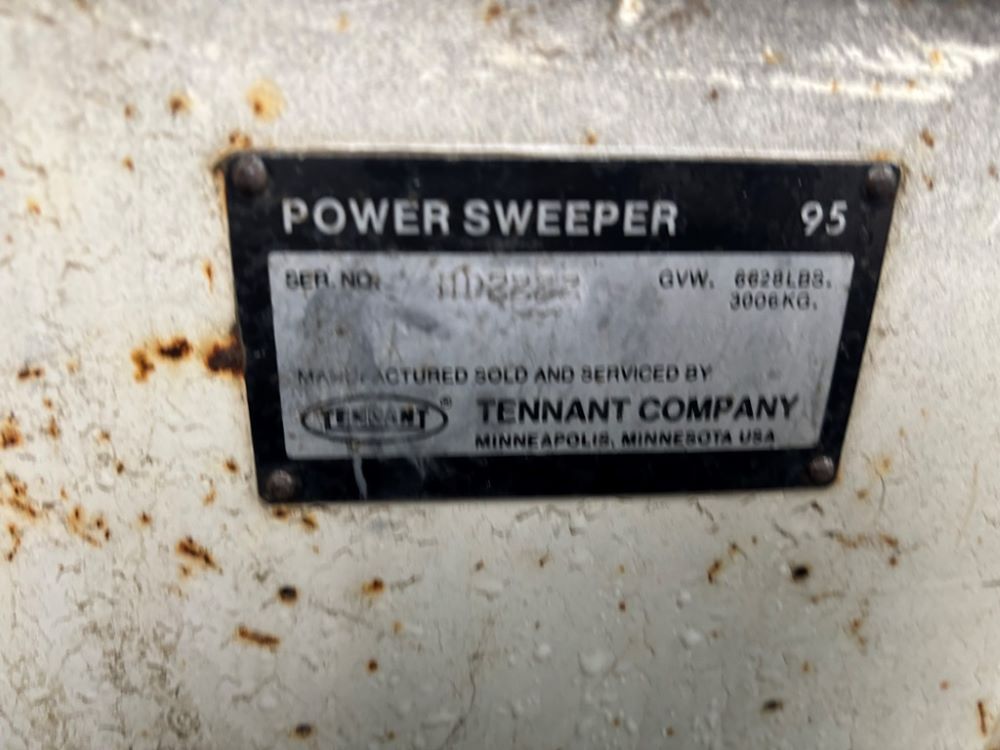 POWER SWEEPER 95
SER. NO. GVW. 6628LBS.
3006KG.
MANUFACTURED SOLD AND SERVICED BY
TENNANT® TENNANT COMPANY
MINNEAPOLIS, MINNESOTA USA